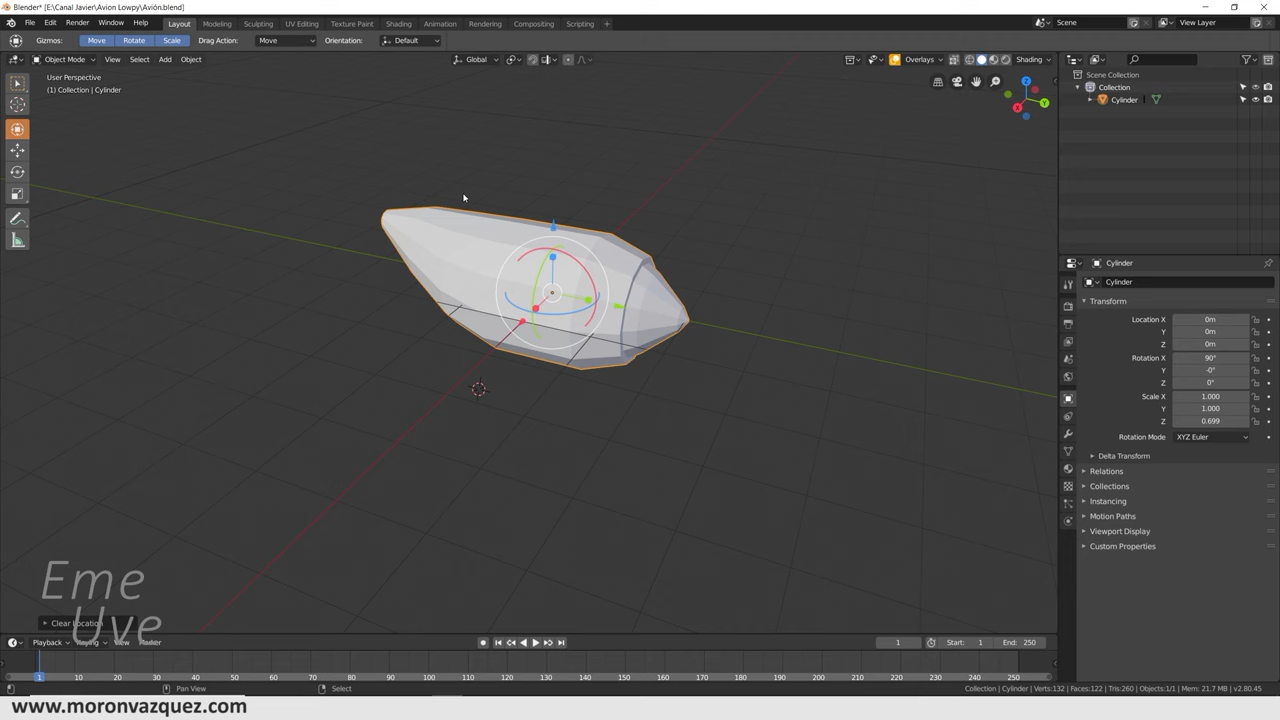 Blender* [E:\Canal Javier\Avion Lowpy\Avión.blend]
File Edit Render Window Help Layout Modeling Sculpting UV Editing Texture Paint Shading Animation Rendering Compositing Scripting + Scene View Layer
Gizmos: Move Rotate Scale Drag Action: Move Orientation: Default
Object Mode View Select Add Object Global Overlays Shading
User Perspective
(1) Collection | Cylinder
Z
Y
X
Scene Collection
Collection
Cylinder
Cylinder
Cylinder
Transform
Location X 0m
Y 0m
Z 0m
Rotation X 90°
Y -0°
Z 0°
Scale X 1.000
Y 1.000
Z 0.699
Rotation Mode XYZ Euler
Delta Transform
Relations
Collections
Instancing
Motion Paths
Viewport Display
Custom Properties
Eme
Uve
Clear Location
Playback Keying View Marker 1 Start: 1 End: 250
1 10 20 30 40 50 60 70 80 90 100 110 120 130 140 150 160 170 180 190 200 210 220 230 240 250
Pan View Select Collection | Cylinder | Verts:132 | Faces:122 | Tris:260 | Objects:1/1 | Mem: 21.7 MB | v2.80.45
www.moronvazquez.com